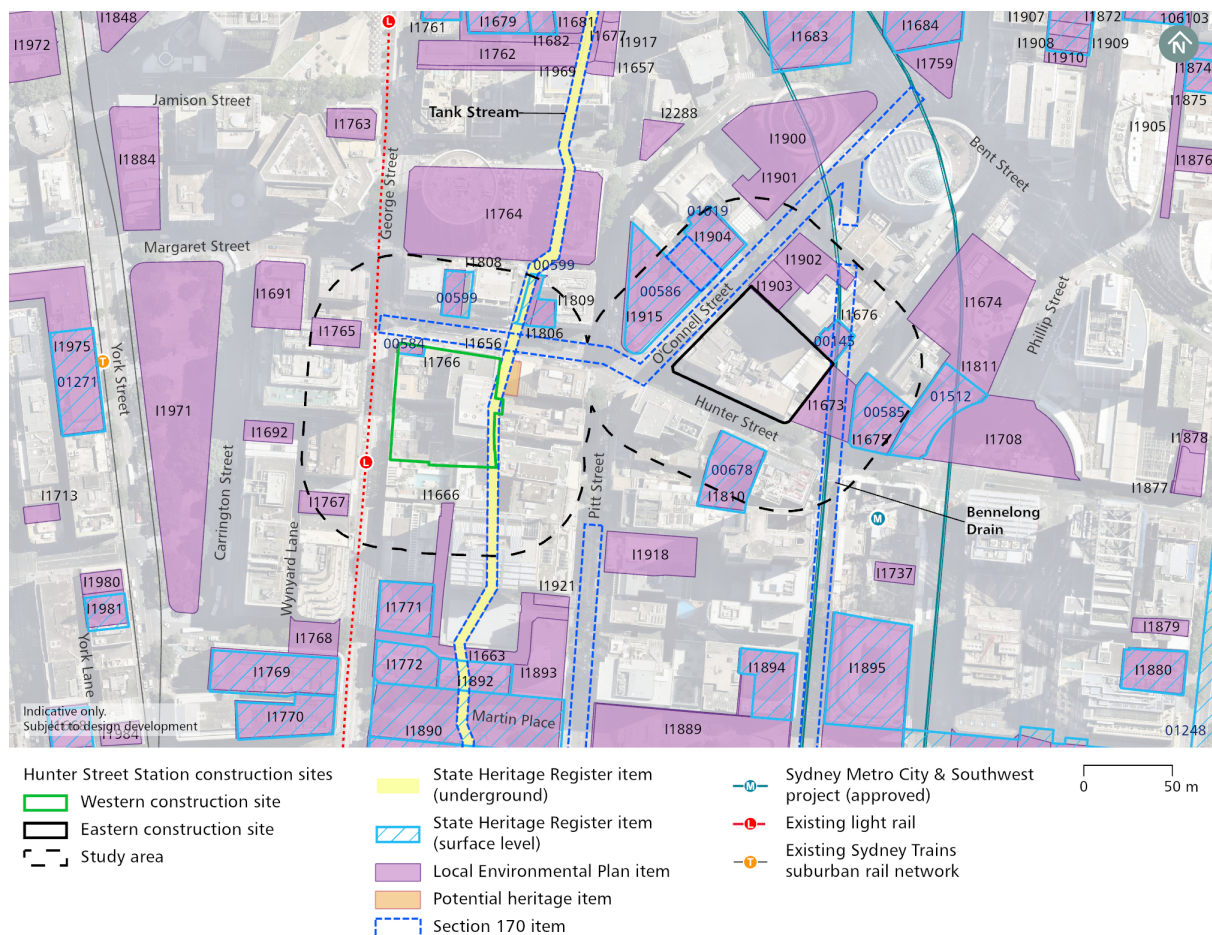 I1848
I1761
I1679
I1681
I1683
I1684
I1907
I1872
106103
I1972
I1682
I1677
I1917
I1908
I1909
N
I1762
I1969
I1657
I1759
I1910
I1874
Jamison Street
Tank Stream
I2288
I1875
I1763
I1900
I1905
I1884
Bent Street
I1876
George Street
I1901
I1764
01019
I1904
Margaret Street
I1808
00599
I1902
I1691
00599
I1809
00586
I1903
I1674
Phillip Street
I1765
I1806
I1915
O'Connell Street
I1676
I1975
00584
I1656
00145
T
York Street
I1766
I1811
01271
I1971
I1673
00585
01512
I1692
Hunter Street
I1675
I1708
I1878
L
00678
I1713
I1767
I1666
Pitt Street
I1810
I1877
Carrington Street
Wynyard Lane
M
Bennelong
Drain
I1918
I1980
I1921
I1737
I1981
I1771
I1879
York Lane
I1768
I1663
I1769
I1772
I1892
I1893
I1894
I1895
I1880
Indicative only.
Subject to design development
I1770
I1890
Martin Place
I1889
01248
I1984
Hunter Street Station construction sites
Western construction site
Eastern construction site
Study area
State Heritage Register item
(underground)
State Heritage Register item
(surface level)
Local Environmental Plan item
Potential heritage item
Section 170 item
M
Sydney Metro City & Southwest
project (approved)
L
Existing light rail
T
Existing Sydney Trains
suburban rail network
0
50 m